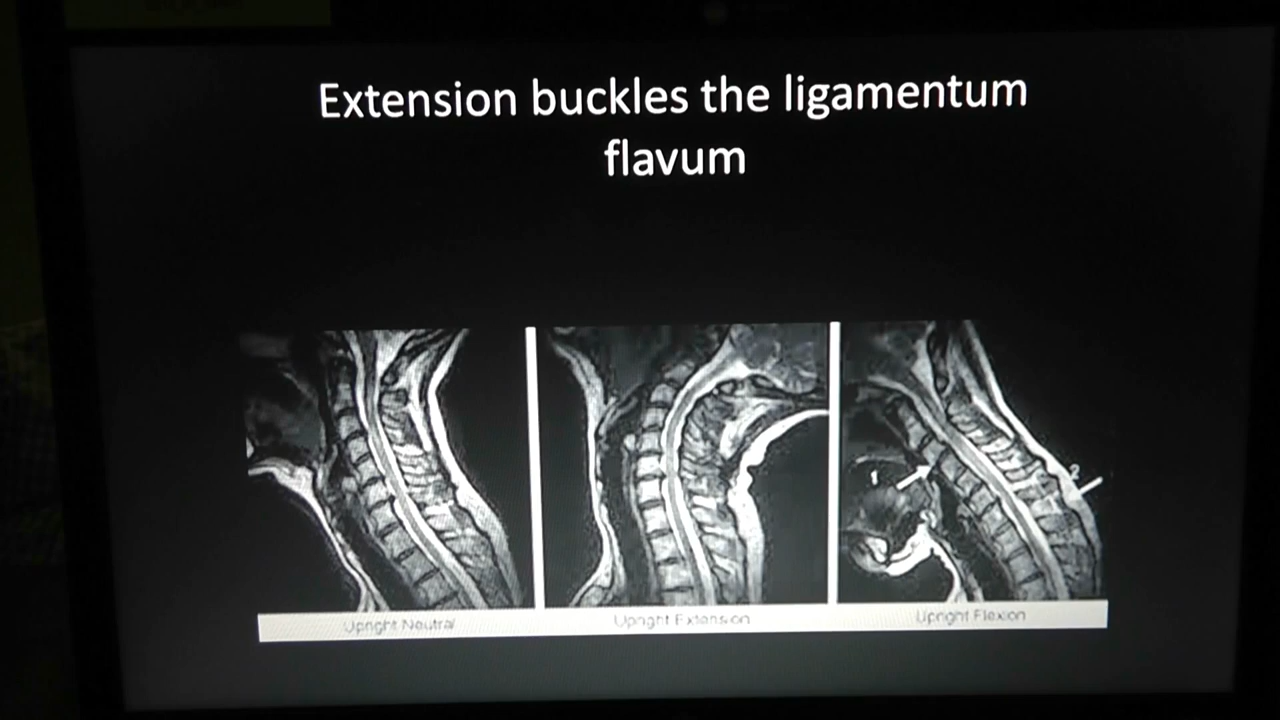 Extension buckles the ligamentum
flavum
1
2
Upright Neutral
Upright Extension
Upright Flexion